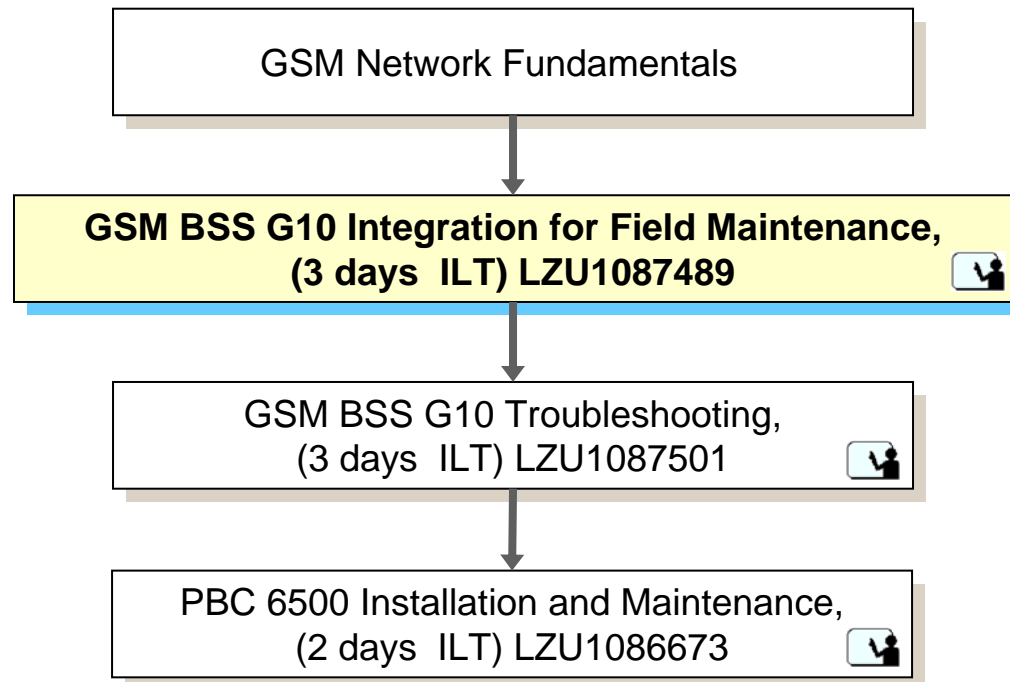 GSM Network Fundamentals
GSM BSS G10 Integration for Field Maintenance,
(3 days  ILT) LZU1087489
GSM BSS G10 Troubleshooting,
(3 days  ILT) LZU1087501
PBC 6500 Installation and Maintenance,
(2 days  ILT) LZU1086673